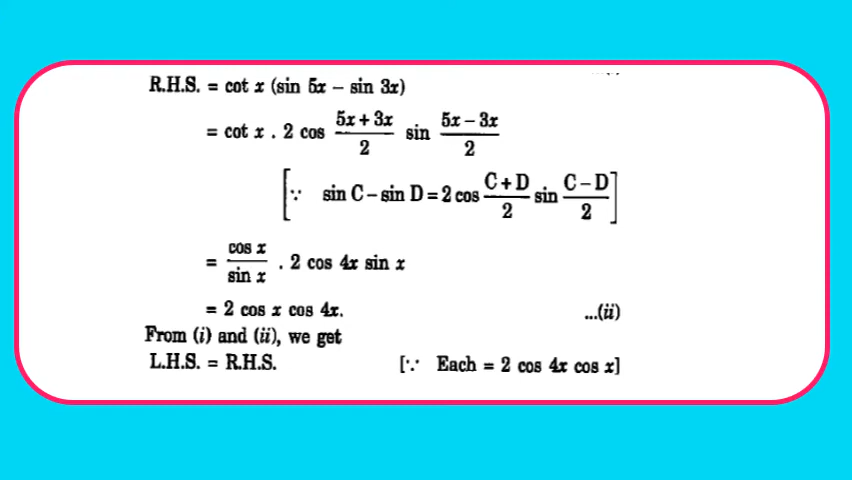 R.H.S. = cot x (sin 5x – sin 3x)
= cot x . 2 cos (5x + 3x)/2 sin (5x – 3x)/2
[∵ sin C – sin D = 2 cos (C + D)/2 sin (C – D)/2]
= cos x/sin x . 2 cos 4x sin x
= 2 cos x cos 4x. ...(ii)
From (i) and (ii), we get
L.H.S. = R.H.S. [∵ Each = 2 cos 4x cos x]